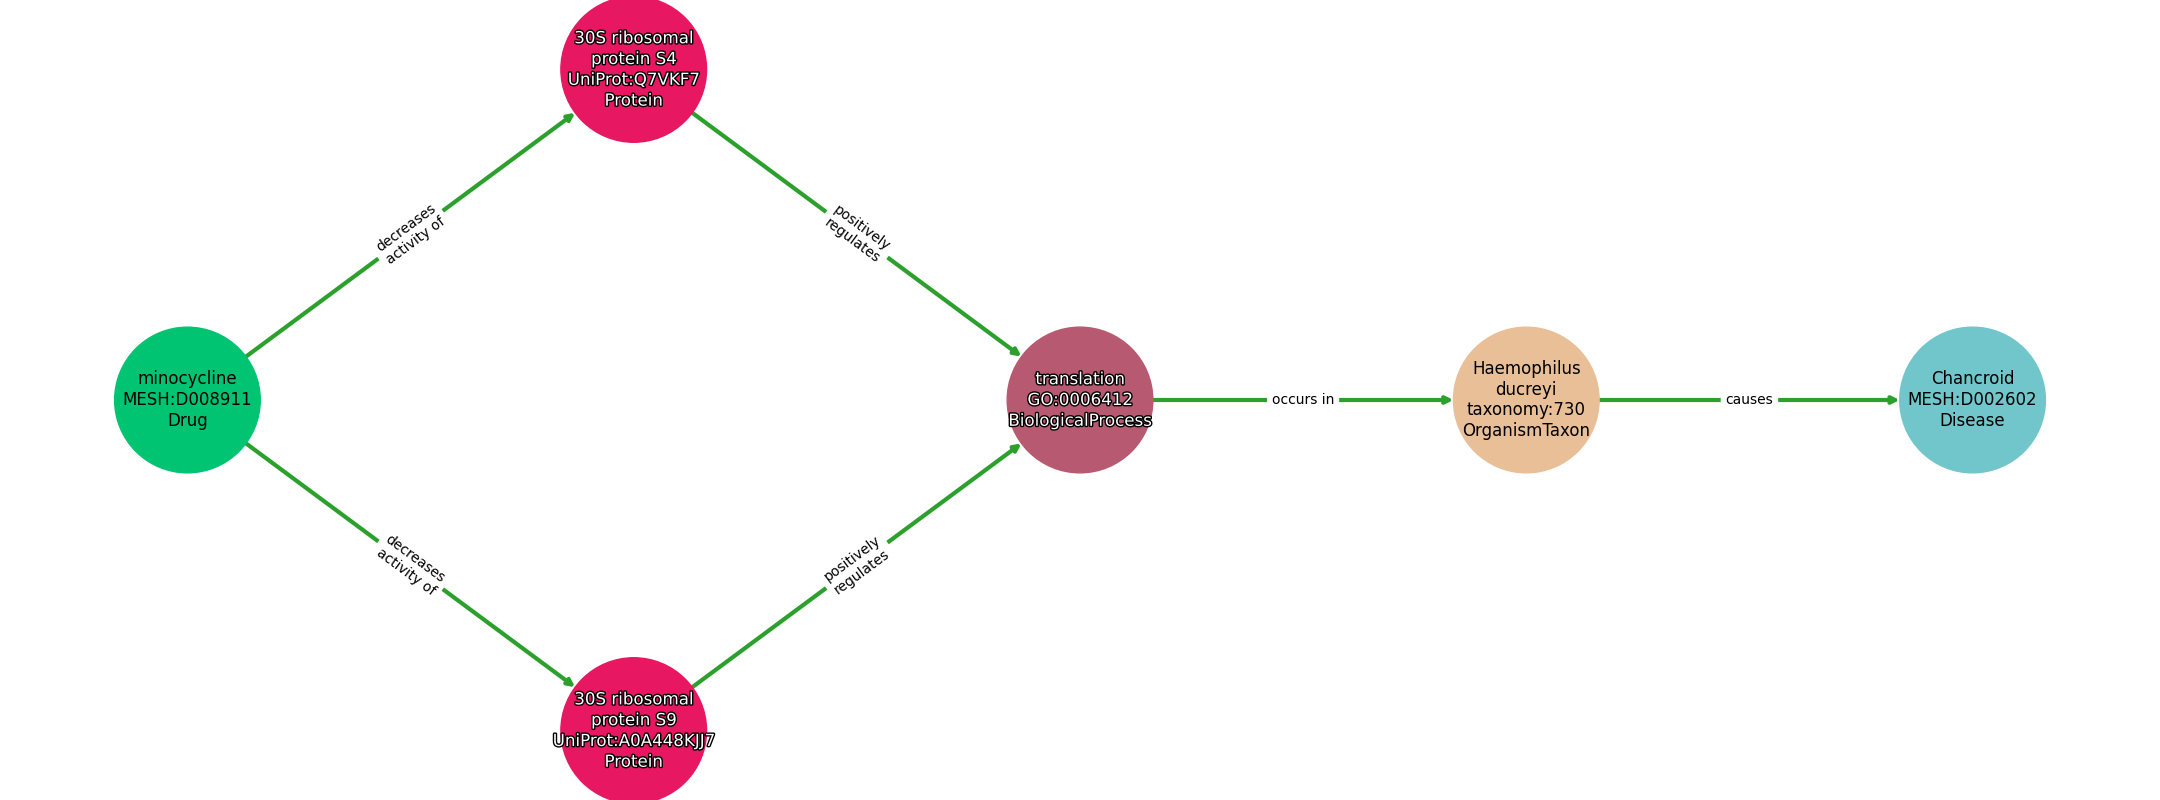 30S ribosomal
protein S4
UniProt:Q7VKF7
Protein
decreases
activity of
positively
regulates
minocycline
MESH:D008911
Drug
translation
GO:0006412
BiologicalProcess
occurs in
Haemophilus
ducreyi
taxonomy:730
OrganismTaxon
causes
Chancroid
MESH:D002602
Disease
decreases
activity of
positively
regulates
30S ribosomal
protein S9
UniProt:A0A448KJJ7
Protein